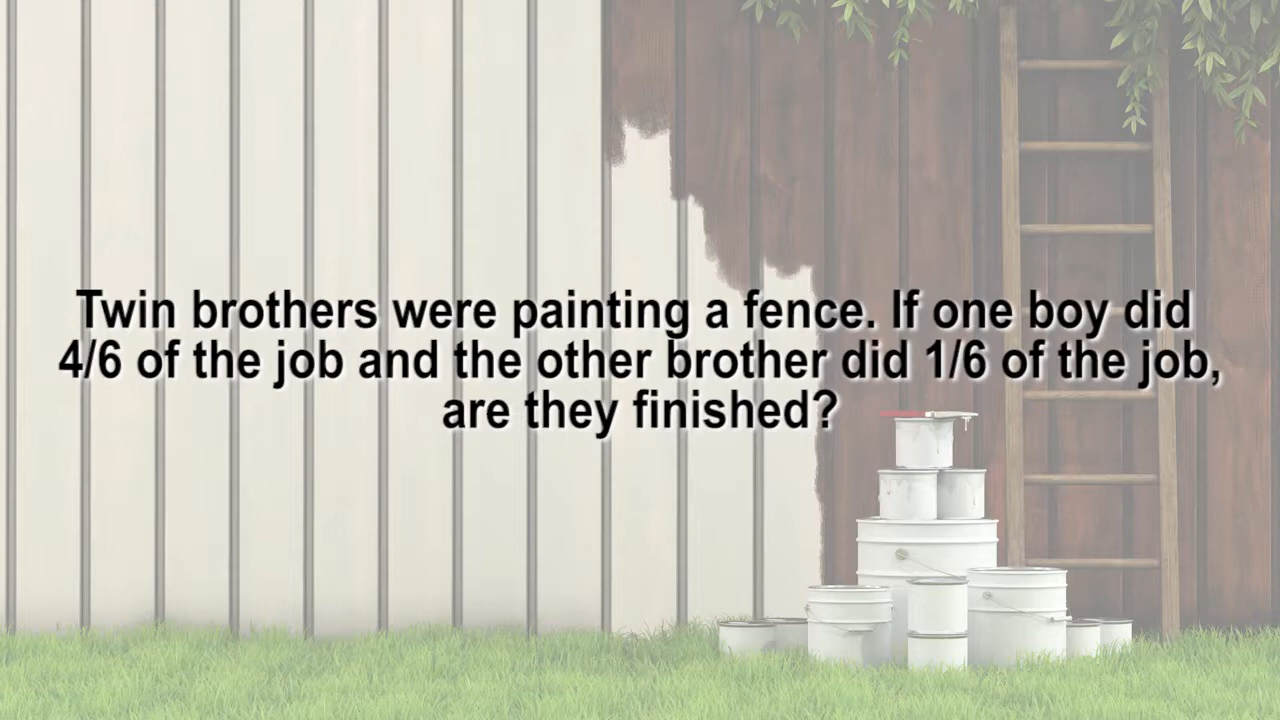 Twin brothers were painting a fence. If one boy did
4/6 of the job and the other brother did 1/6 of the job,
are they finished?